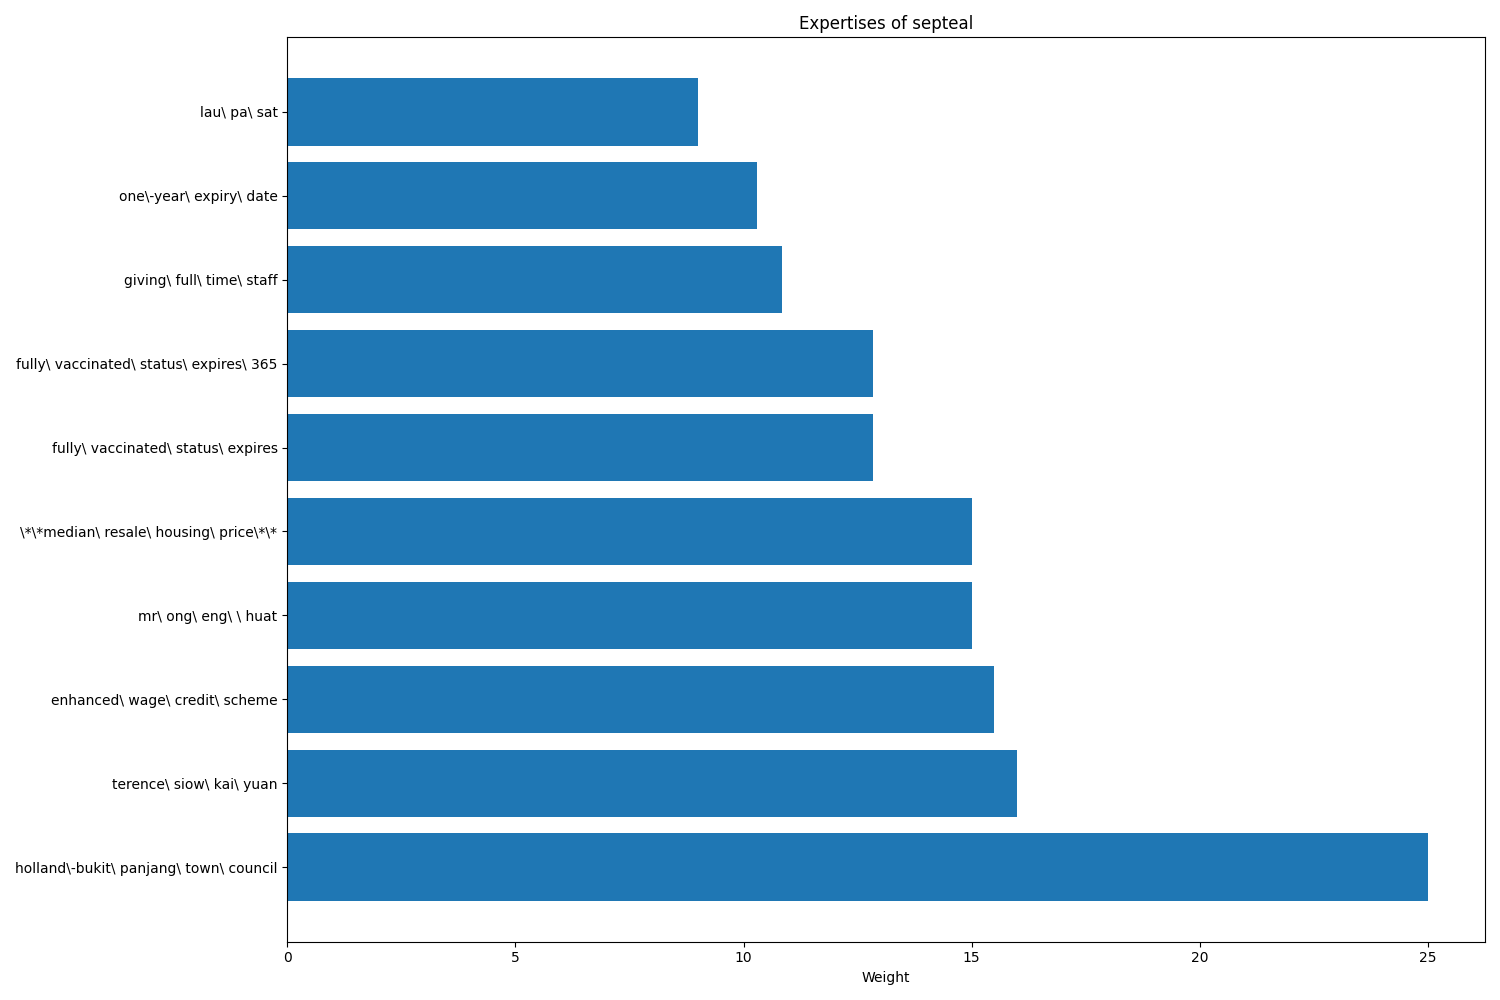 Expertises of septeal
lau\ pa\ sat
one\-year\ expiry\ date
giving\ full\ time\ staff
fully\ vaccinated\ status\ expires\ 365
fully\ vaccinated\ status\ expires
\*\*median\ resale\ housing\ price\*\*
mr\ ong\ eng\ \ huat
enhanced\ wage\ credit\ scheme
terence\ siow\ kai\ yuan
holland\-bukit\ panjang\ town\ council
0 5 10 15 20 25
Weight